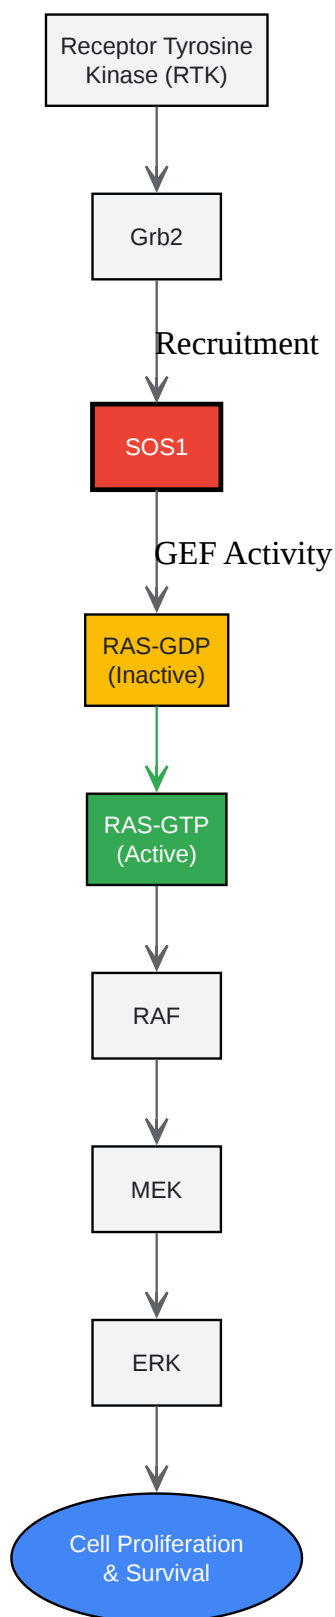 Receptor Tyrosine
Kinase (RTK)
Grb2
Recruitment
SOS1
GEF Activity
RAS-GDP
(Inactive)
RAS-GTP
(Active)
RAF
MEK
ERK
Cell Proliferation
& Survival